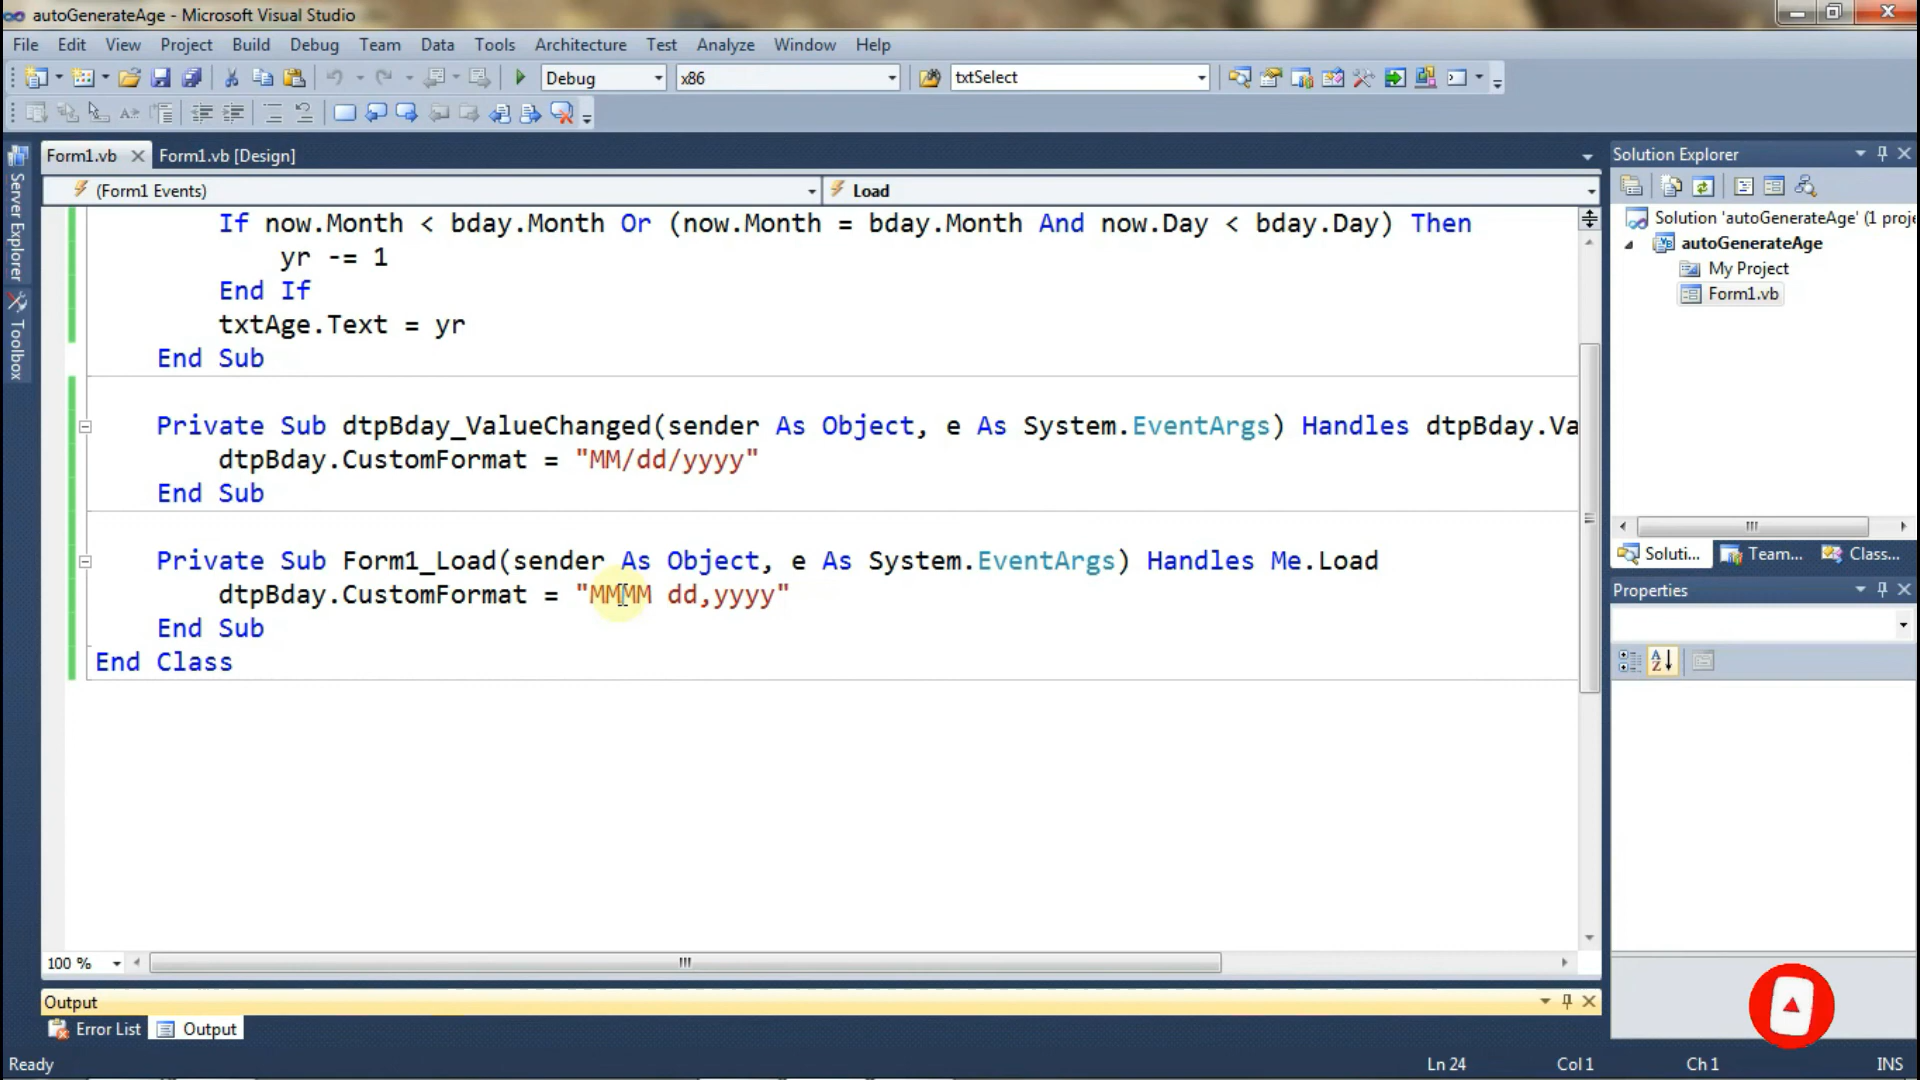 autoGenerateAge - Microsoft Visual Studio
File Edit View Project Build Debug Team Data Tools Architecture Test Analyze Window Help
Debug x86 txtSelect
Form1.vb Form1.vb [Design]
(Form1 Events) Load
If now.Month < bday.Month Or (now.Month = bday.Month And now.Day < bday.Day) Then
yr -= 1
End If
txtAge.Text = yr
End Sub
Private Sub dtpBday_ValueChanged(sender As Object, e As System.EventArgs) Handles dtpBday.Va
dtpBday.CustomFormat = "MM/dd/yyyy"
End Sub
Private Sub Form1_Load(sender As Object, e As System.EventArgs) Handles Me.Load
dtpBday.CustomFormat = "MMMM dd,yyyy"
End Sub
End Class
100 %
Output
Error List Output
Ready Ln 24 Col 1 Ch 1 INS
Server Explorer
Toolbox
Solution Explorer
Solution 'autoGenerateAge' (1 proje
autoGenerateAge
My Project
Form1.vb
Soluti... Team... Class...
Properties